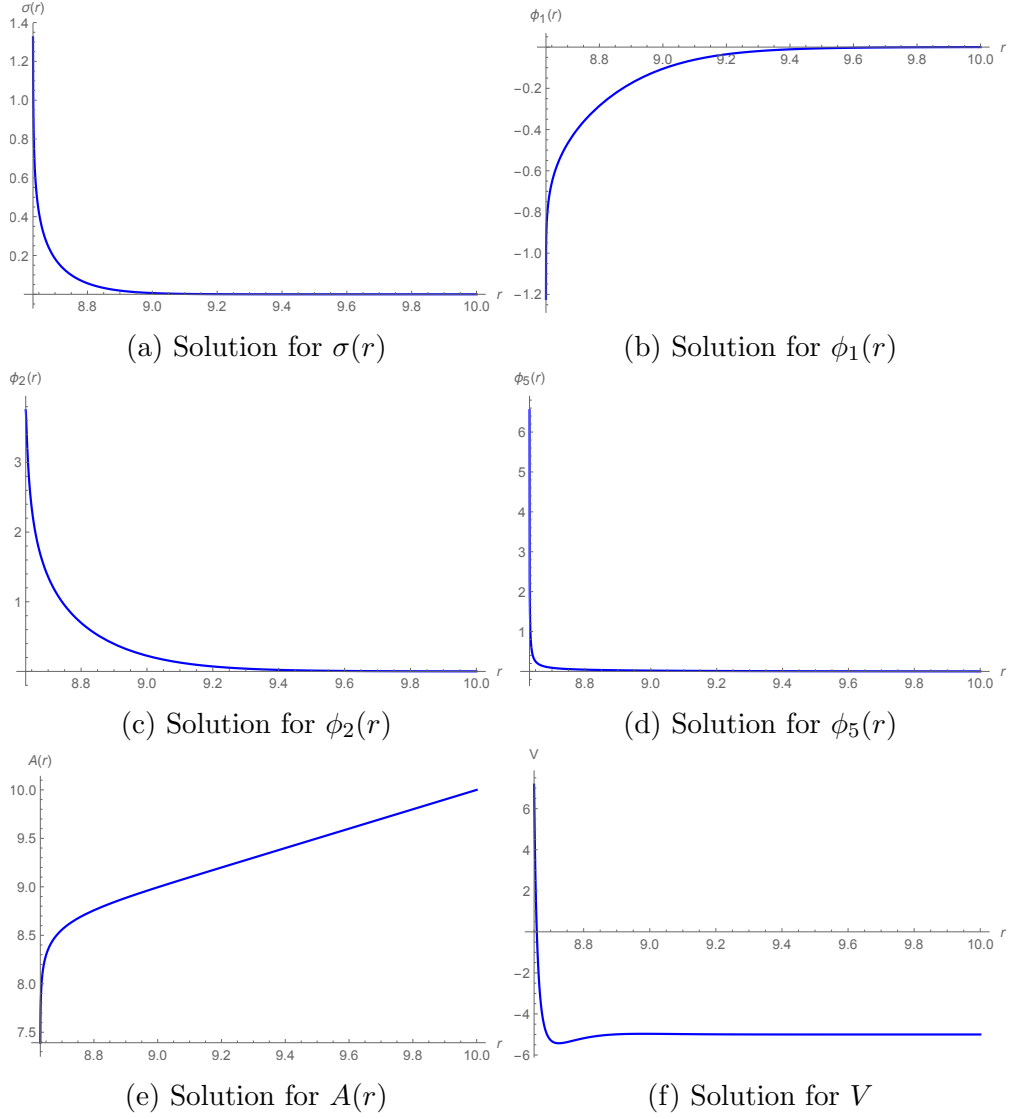 σ(r)
1.4
1.2
1.0
0.8
0.6
0.4
0.2
8.8 9.0 9.2 9.4 9.6 9.8 10.0 r
(a) Solution for σ(r)
ϕ₁(r)
8.8 9.0 9.2 9.4 9.6 9.8 10.0 r
−0.2
−0.4
−0.6
−0.8
−1.0
−1.2
(b) Solution for ϕ₁(r)
ϕ₂(r)
3
2
1
8.8 9.0 9.2 9.4 9.6 9.8 10.0 r
(c) Solution for ϕ₂(r)
ϕ₅(r)
6
5
4
3
2
1
8.8 9.0 9.2 9.4 9.6 9.8 10.0 r
(d) Solution for ϕ₅(r)
A(r)
10.0
9.5
9.0
8.5
8.0
7.5
8.8 9.0 9.2 9.4 9.6 9.8 10.0 r
(e) Solution for A(r)
V
6
4
2
8.8 9.0 9.2 9.4 9.6 9.8 10.0 r
−2
−4
−6
(f) Solution for V